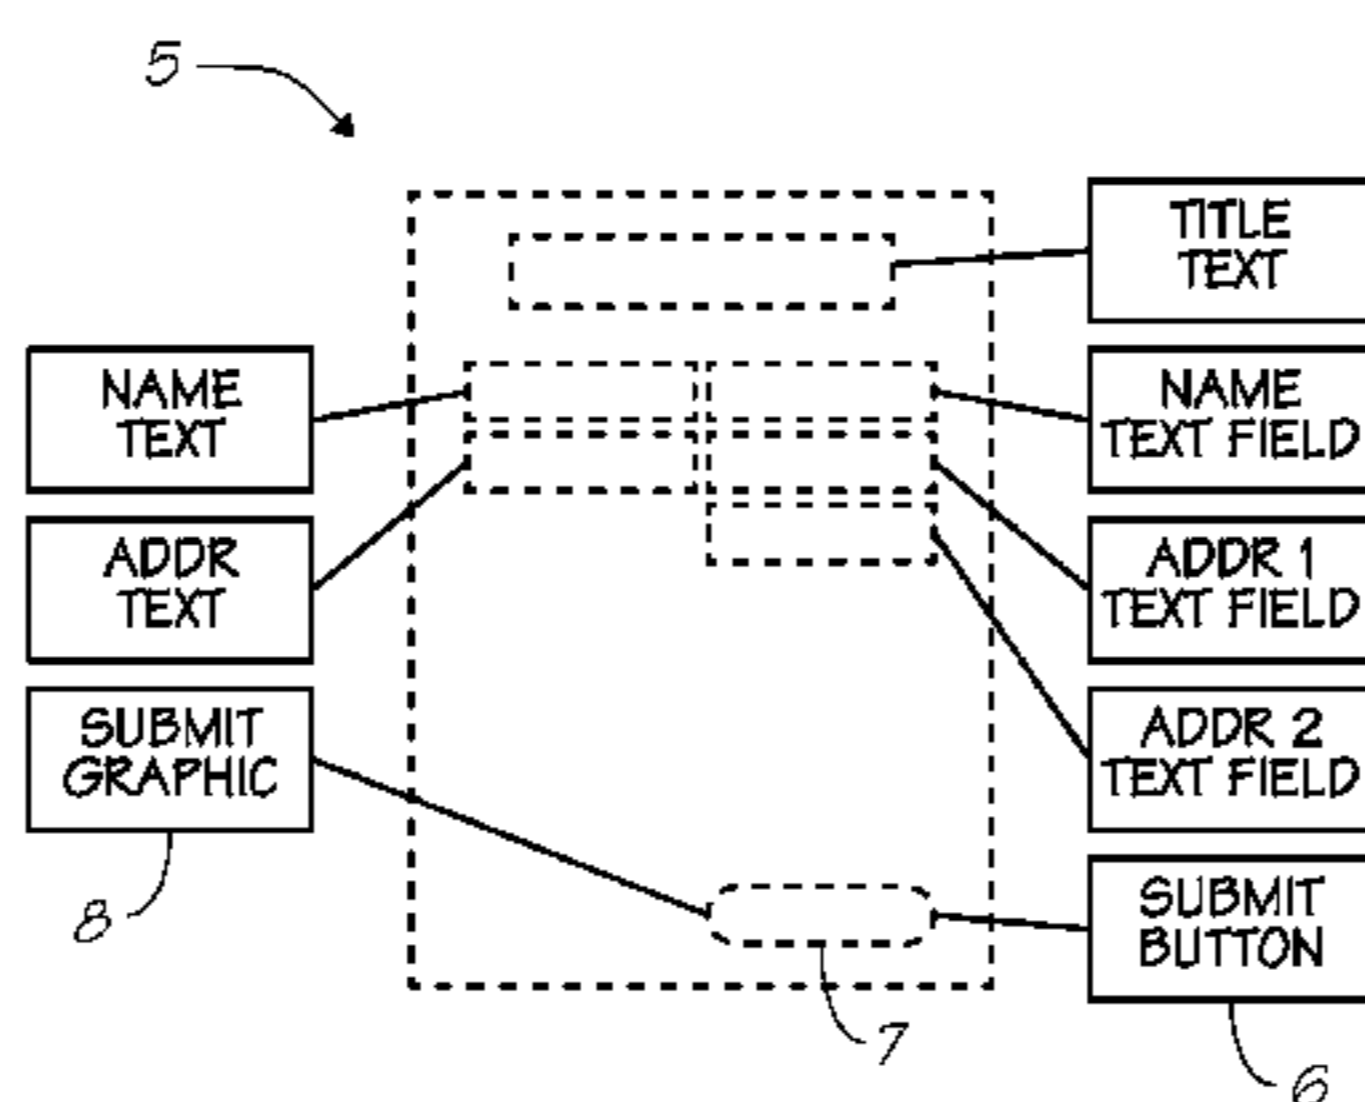 5
TITLE
TEXT
NAME
TEXT
NAME
TEXT FIELD
ADDR
TEXT
ADDR 1
TEXT FIELD
SUBMIT
GRAPHIC
ADDR 2
TEXT FIELD
8
SUBMIT
BUTTON
7
6